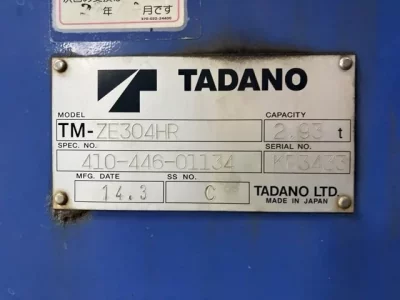 年 月です
TADANO
MODEL CAPACITY
TM-ZE304HR 2.93 t
SPEC. NO. SERIAL NO.
410-446-01134
MFG. DATE SS NO.
14.3 C TADANO LTD.
MADE IN JAPAN